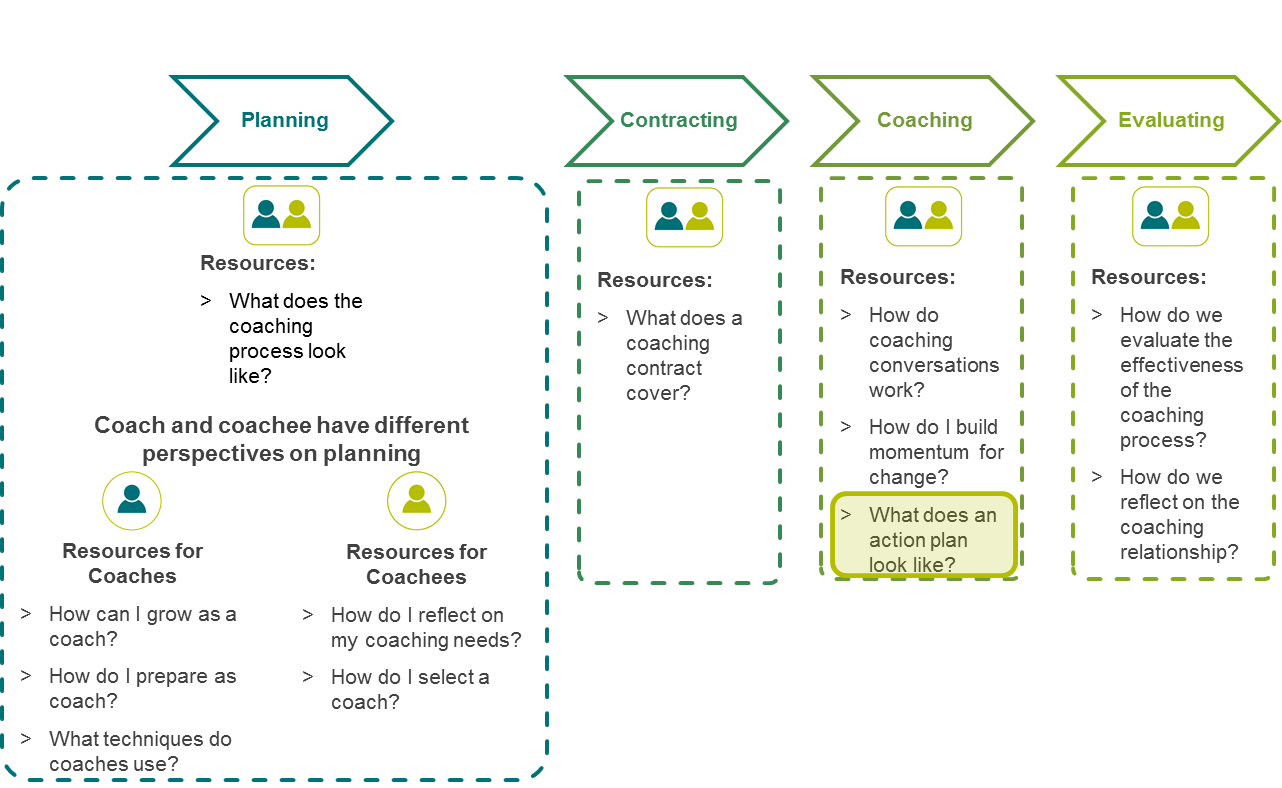 Planning
Contracting
Coaching
Evaluating
Resources:
> What does the
coaching
process look
like?
Coach and coachee have different
perspectives on planning
Resources for
Coaches
> How can I grow as a
coach?
> How do I prepare as
coach?
> What techniques do
coaches use?
Resources for
Coachees
> How do I reflect on
my coaching needs?
> How do I select a
coach?
Resources:
> What does a
coaching
contract
cover?
Resources:
> How do
coaching
conversations
work?
> How do I build
momentum for
change?
> What does an
action plan
look like?
Resources:
> How do we
evaluate the
effectiveness
of the
coaching
process?
> How do we
reflect on the
coaching
relationship?